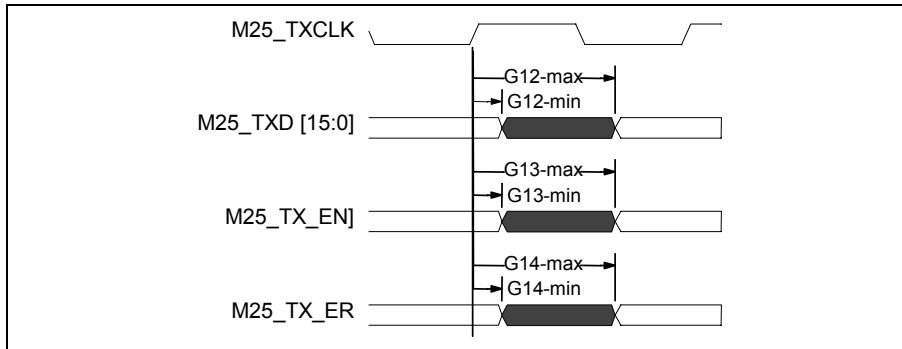 M25_TXCLK
G12-max
G12-min
M25_TXD [15:0]
G13-max
G13-min
M25_TX_EN]
G14-max
G14-min
M25_TX_ER